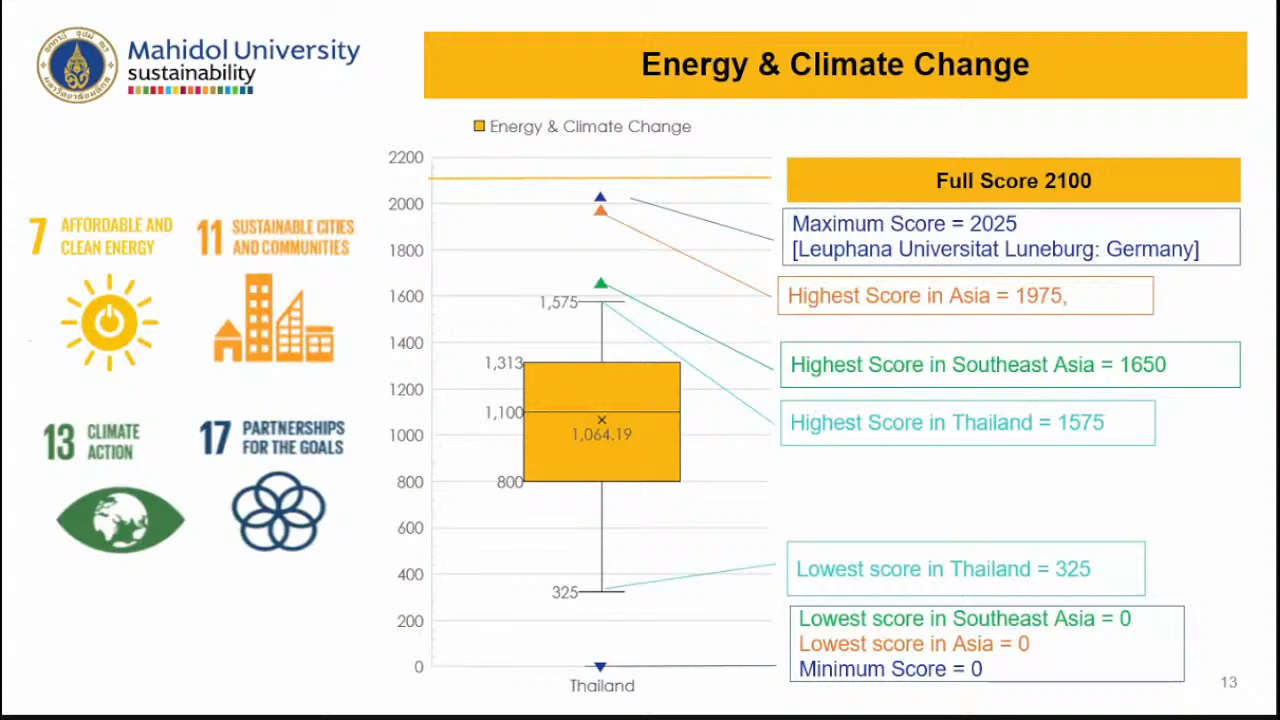 Mahidol University
sustainability
Energy & Climate Change
Energy & Climate Change
2200
2000
1800
1600
1400
1200
1000
800
600
400
200
0
1,575
1,313
1,100
1,064.19
800
325
Thailand
Full Score 2100
Maximum Score = 2025
[Leuphana Universitat Luneburg: Germany]
Highest Score in Asia = 1975,
Highest Score in Southeast Asia = 1650
Highest Score in Thailand = 1575
Lowest score in Thailand = 325
Lowest score in Southeast Asia = 0
Lowest score in Asia = 0
Minimum Score = 0
7 AFFORDABLE AND
CLEAN ENERGY
11 SUSTAINABLE CITIES
AND COMMUNITIES
13 CLIMATE
ACTION
17 PARTNERSHIPS
FOR THE GOALS
13